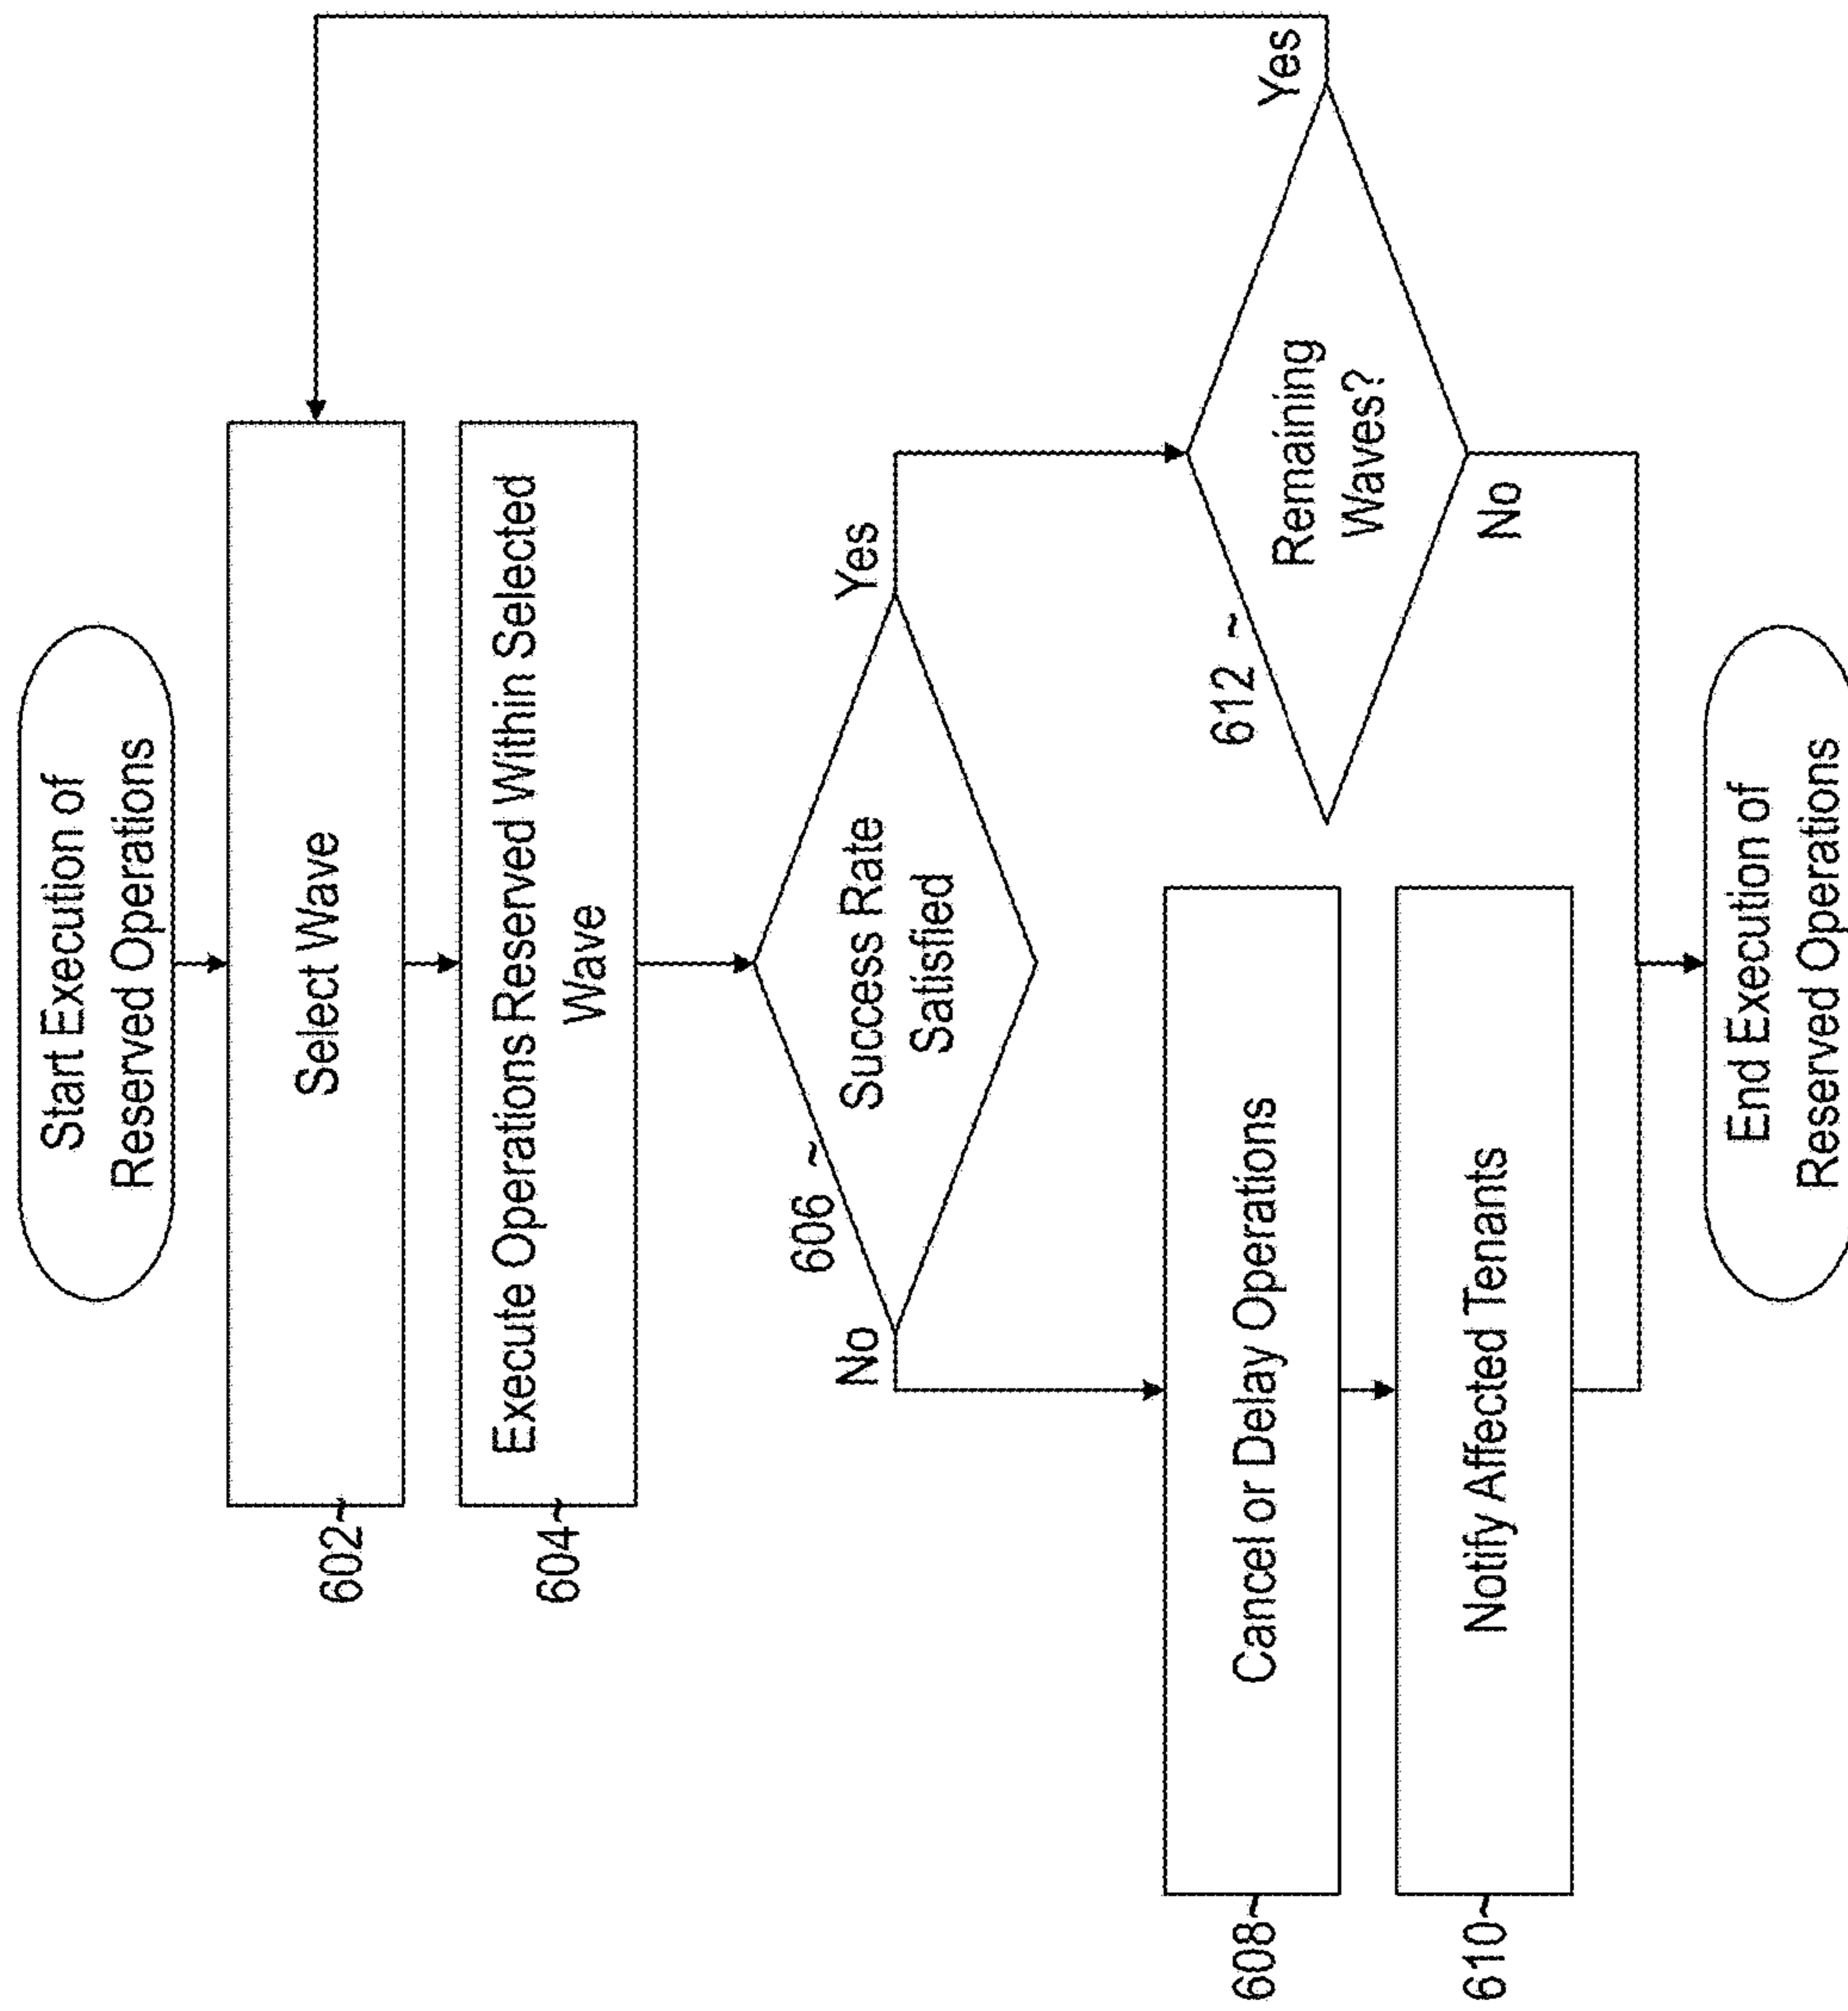 Start Execution of
Reserved Operations
602~
Select Wave
604~
Execute Operations Reserved Within Selected
Wave
606 ~
Success Rate
Satisfied
No
Yes
608~
Cancel or Delay Operations
610~
Notify Affected Tenants
612 ~
Remaining
Waves?
Yes
No
End Execution of
Reserved Operations